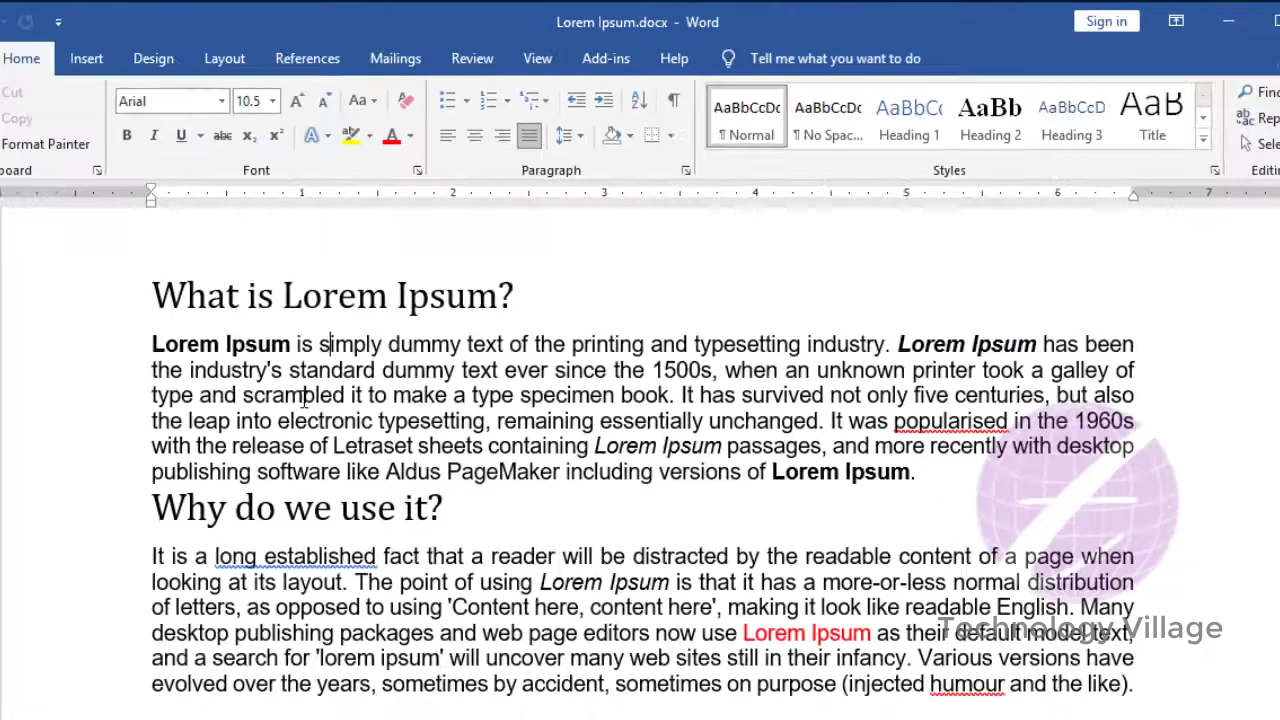 Lorem Ipsum.docx - Word
Sign in
Home Insert Design Layout References Mailings Review View Add-ins Help Tell me what you want to do
Cut
Copy
Format Painter
Arial 10.5 Aa
B I U abc x₂ x² A A
AaBbCcDc AaBbCcDc AaBbCc AaBb AaBbCcD AaB
¶ Normal ¶ No Spac... Heading 1 Heading 2 Heading 3 Title
Font Paragraph Styles
1 2 3 4 5 6 7
What is Lorem Ipsum?
Lorem Ipsum is simply dummy text of the printing and typesetting industry. Lorem Ipsum has been
the industry's standard dummy text ever since the 1500s, when an unknown printer took a galley of
type and scrambled it to make a type specimen book. It has survived not only five centuries, but also
the leap into electronic typesetting, remaining essentially unchanged. It was popularised in the 1960s
with the release of Letraset sheets containing Lorem Ipsum passages, and more recently with desktop
publishing software like Aldus PageMaker including versions of Lorem Ipsum.
Why do we use it?
It is a long established fact that a reader will be distracted by the readable content of a page when
looking at its layout. The point of using Lorem Ipsum is that it has a more-or-less normal distribution
of letters, as opposed to using 'Content here, content here', making it look like readable English. Many
desktop publishing packages and web page editors now use Lorem Ipsum as their default model text,
and a search for 'lorem ipsum' will uncover many web sites still in their infancy. Various versions have
evolved over the years, sometimes by accident, sometimes on purpose (injected humour and the like).
Technology Village